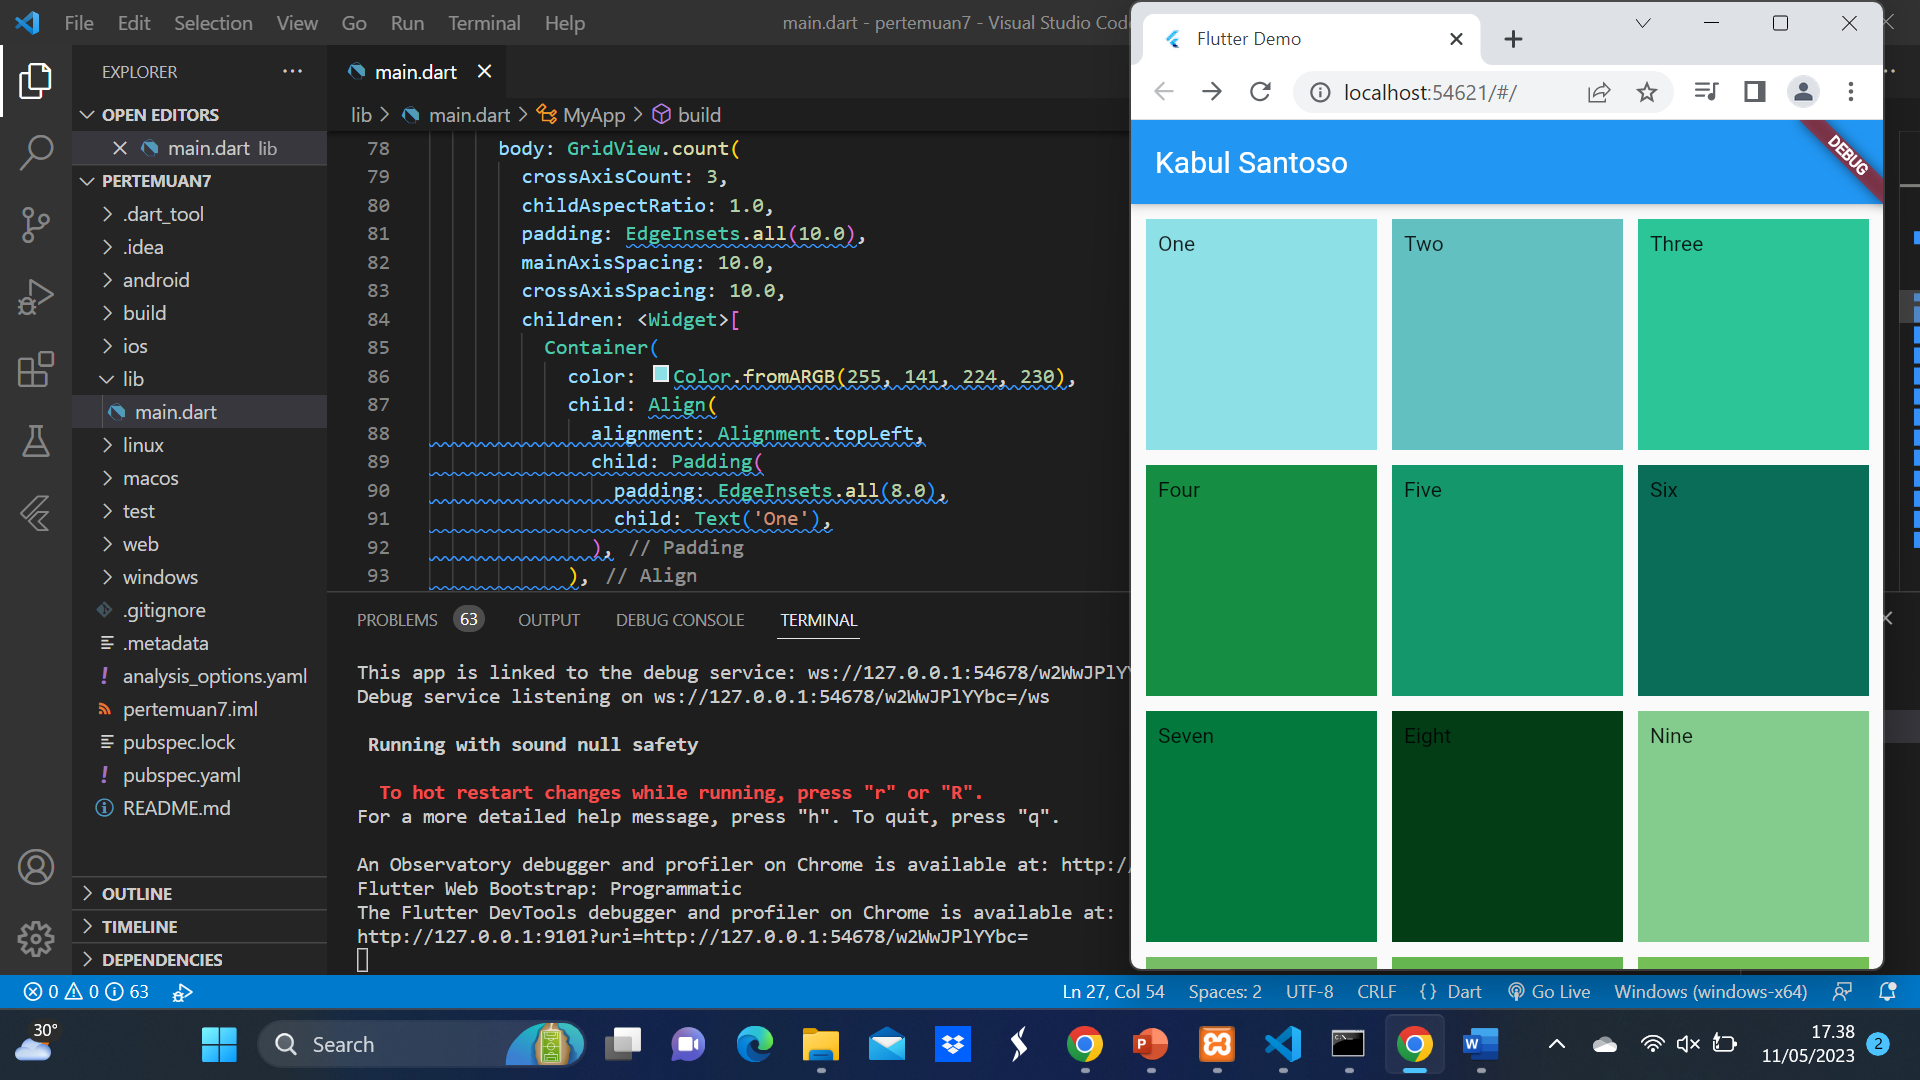 File Edit Selection View Go Run Terminal Help
main.dart - pertemuan7 - Visual Studio
EXPLORER
OPEN EDITORS
main.dart lib
PERTEMUAN7
.dart_tool
.idea
android
build
ios
lib
main.dart
linux
macos
test
web
windows
.gitignore
.metadata
analysis_options.yaml
pertemuan7.iml
pubspec.lock
pubspec.yaml
README.md
OUTLINE
TIMELINE
DEPENDENCIES
main.dart
lib > main.dart > MyApp > build
78 body: GridView.count(
79 crossAxisCount: 3,
80 childAspectRatio: 1.0,
81 padding: EdgeInsets.all(10.0),
82 mainAxisSpacing: 10.0,
83 crossAxisSpacing: 10.0,
84 children: <Widget>[
85 Container(
86 color: Color.fromARGB(255, 141, 224, 230),
87 child: Align(
88 alignment: Alignment.topLeft,
89 child: Padding(
90 padding: EdgeInsets.all(8.0),
91 child: Text('One'),
92 ), // Padding
93 ), // Align
PROBLEMS 63 OUTPUT DEBUG CONSOLE TERMINAL
This app is linked to the debug service: ws://127.0.0.1:54678/w2WwJPlYY
Debug service listening on ws://127.0.0.1:54678/w2WwJPlYYbc=/ws
Running with sound null safety
To hot restart changes while running, press "r" or "R".
For a more detailed help message, press "h". To quit, press "q".
An Observatory debugger and profiler on Chrome is available at: http:/
Flutter Web Bootstrap: Programmatic
The Flutter DevTools debugger and profiler on Chrome is available at:
http://127.0.0.1:9101?uri=http://127.0.0.1:54678/w2WwJPlYYbc=
Flutter Demo
localhost:54621/#/
Kabul Santoso
DEBUG
One
Two
Three
Four
Five
Six
Seven
Eight
Nine
0 0 63
Ln 27, Col 54 Spaces: 2 UTF-8 CRLF {} Dart Go Live Windows (windows-x64)
30°
Search
17.38
11/05/2023
2